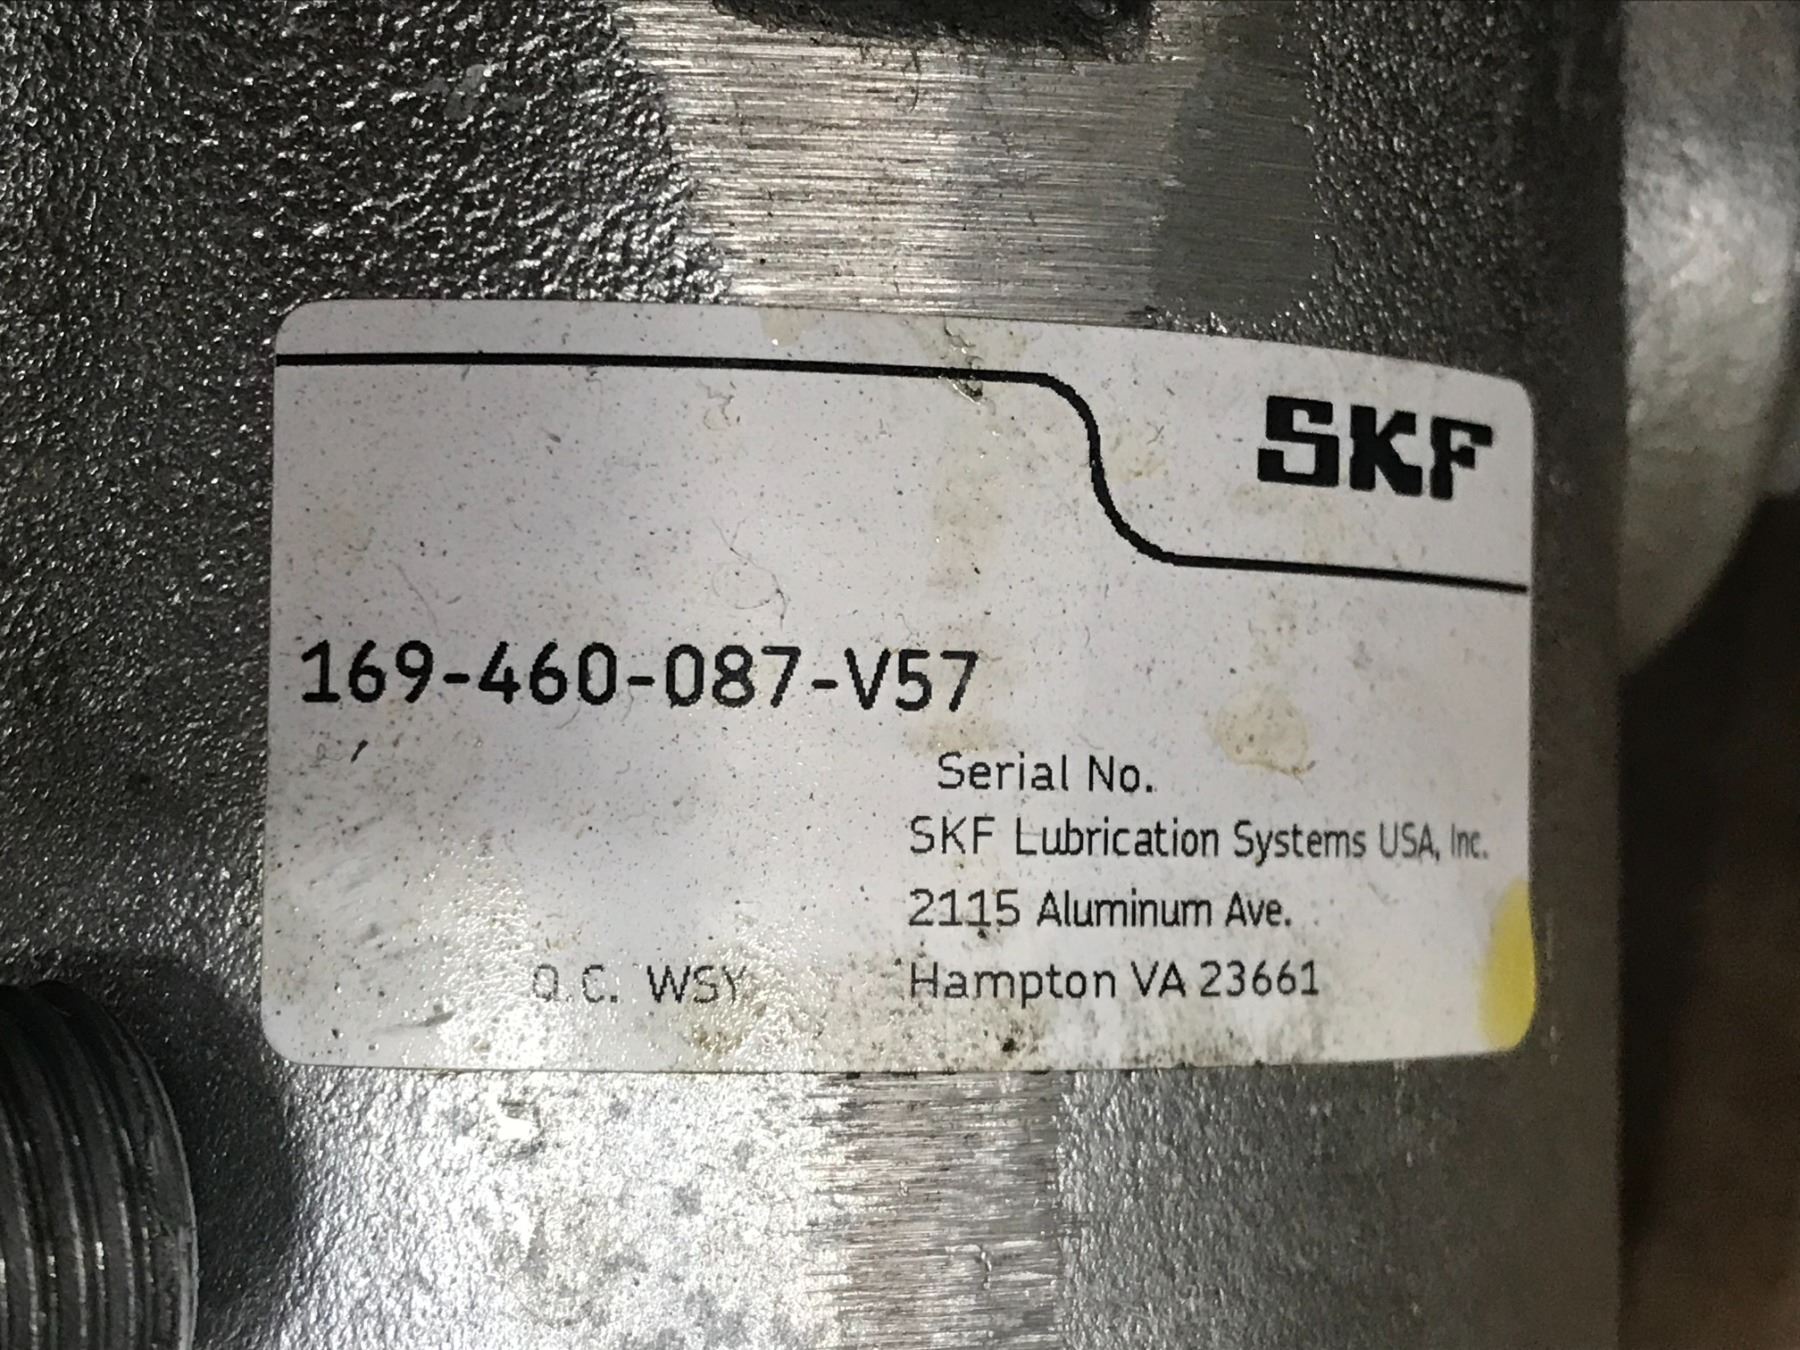 SKF
169-460-087-V57
Serial No.
SKF Lubrication Systems USA, Inc.
2115 Aluminum Ave.
Q.C. WSY Hampton VA 23661